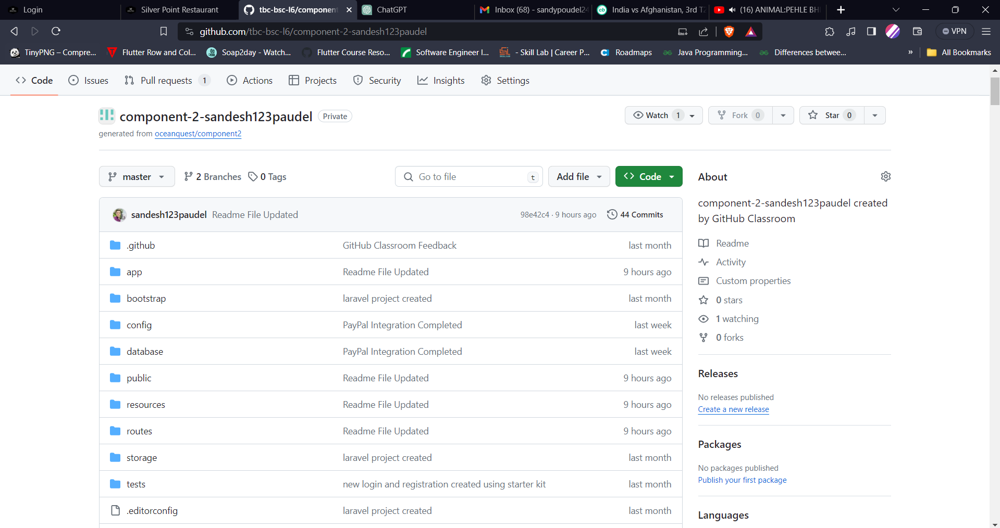 Login
Silver Point Restaurant
tbc-bsc-l6/component
ChatGPT
Inbox (68) - sandypoudel24
India vs Afghanistan, 3rd T2
(16) ANIMAL:PEHLE BH
github.com/tbc-bsc-l6/component-2-sandesh123paudel
VPN
TinyPNG – Compre...
Flutter Row and Col...
Soap2day - Watch...
Flutter Course Reso...
Software Engineer I...
- Skill Lab | Career P...
Roadmaps
Java Programming...
Differences betwee...
»
All Bookmarks
Code
Issues
Pull requests 1
Actions
Projects
Security
Insights
Settings
component-2-sandesh123paudel Private
Watch 1
Fork 0
Star 0
generated from oceanquest/component2
master
2 Branches
0 Tags
Go to file t
Add file
Code
sandesh123paudel Readme File Updated 98e42c4 · 9 hours ago 44 Commits
.github GitHub Classroom Feedback last month
app Readme File Updated 9 hours ago
bootstrap laravel project created last month
config PayPal Integration Completed last week
database PayPal Integration Completed last week
public Readme File Updated 9 hours ago
resources Readme File Updated 9 hours ago
routes Readme File Updated 9 hours ago
storage laravel project created last month
tests new login and registration created using starter kit last month
.editorconfig laravel project created last month
About
component-2-sandesh123paudel created
by GitHub Classroom
Readme
Activity
Custom properties
0 stars
1 watching
0 forks
Releases
No releases published
Create a new release
Packages
No packages published
Publish your first package
Languages